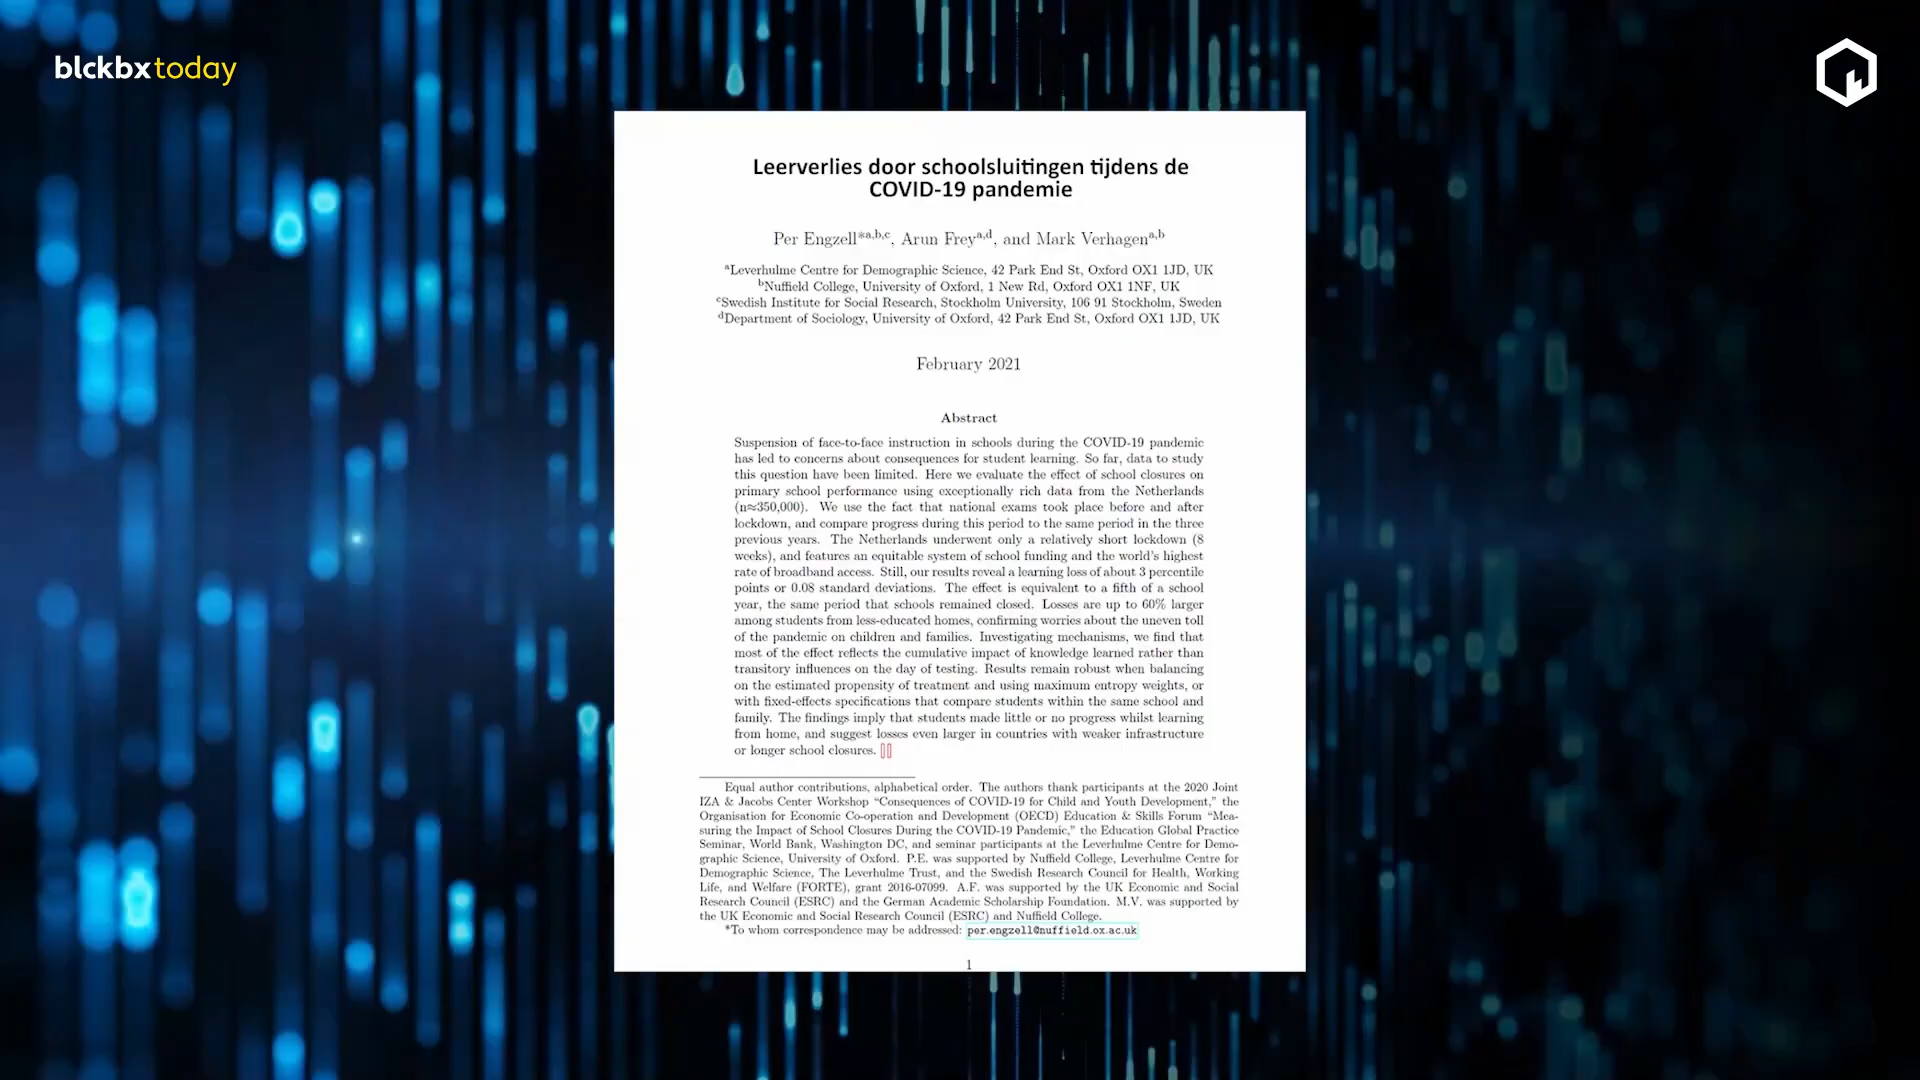 blckbxtoday
Leerverlies door schoolsluitingen tijdens de
COVID-19 pandemie
Per Engzell*a,b,c, Arun Freya,d, and Mark Verhagena,b
aLeverhulme Centre for Demographic Science, 42 Park End St, Oxford OX1 1JD, UK
bNuffield College, University of Oxford, 1 New Rd, Oxford OX1 1NF, UK
cSwedish Institute for Social Research, Stockholm University, 106 91 Stockholm, Sweden
dDepartment of Sociology, University of Oxford, 42 Park End St, Oxford OX1 1JD, UK
February 2021
Abstract
Suspension of face-to-face instruction in schools during the COVID-19 pandemic
has led to concerns about consequences for student learning. So far, data to study
this question have been limited. Here we evaluate the effect of school closures on
primary school performance using exceptionally rich data from the Netherlands
(n≈350,000). We use the fact that national exams took place before and after
lockdown, and compare progress during this period to the same period in the three
previous years. The Netherlands underwent only a relatively short lockdown (8
weeks), and features an equitable system of school funding and the world's highest
rate of broadband access. Still, our results reveal a learning loss of about 3 percentile
points or 0.08 standard deviations. The effect is equivalent to a fifth of a school
year, the same period that schools remained closed. Losses are up to 60% larger
among students from less-educated homes, confirming worries about the uneven toll
of the pandemic on children and families. Investigating mechanisms, we find that
most of the effect reflects the cumulative impact of knowledge learned rather than
transitory influences on the day of testing. Results remain robust when balancing
on the estimated propensity of treatment and using maximum entropy weights, or
with fixed-effects specifications that compare students within the same school and
family. The findings imply that students made little or no progress whilst learning
from home, and suggest losses even larger in countries with weaker infrastructure
or longer school closures.
Equal author contributions, alphabetical order. The authors thank participants at the 2020 Joint
IZA & Jacobs Center Workshop “Consequences of COVID-19 for Child and Youth Development,” the
Organisation for Economic Co-operation and Development (OECD) Education & Skills Forum “Mea-
suring the Impact of School Closures During the COVID-19 Pandemic,” the Education Global Practice
Seminar, World Bank, Washington DC, and seminar participants at the Leverhulme Centre for Demo-
graphic Science, University of Oxford. P.E. was supported by Nuffield College, Leverhulme Centre for
Demographic Science, The Leverhulme Trust, and the Swedish Research Council for Health, Working
Life, and Welfare (FORTE), grant 2016-07099. A.F. was supported by the UK Economic and Social
Research Council (ESRC) and the German Academic Scholarship Foundation. M.V. was supported by
the UK Economic and Social Research Council (ESRC) and Nuffield College.
*To whom correspondence may be addressed: per.engzell@nuffield.ox.ac.uk
1